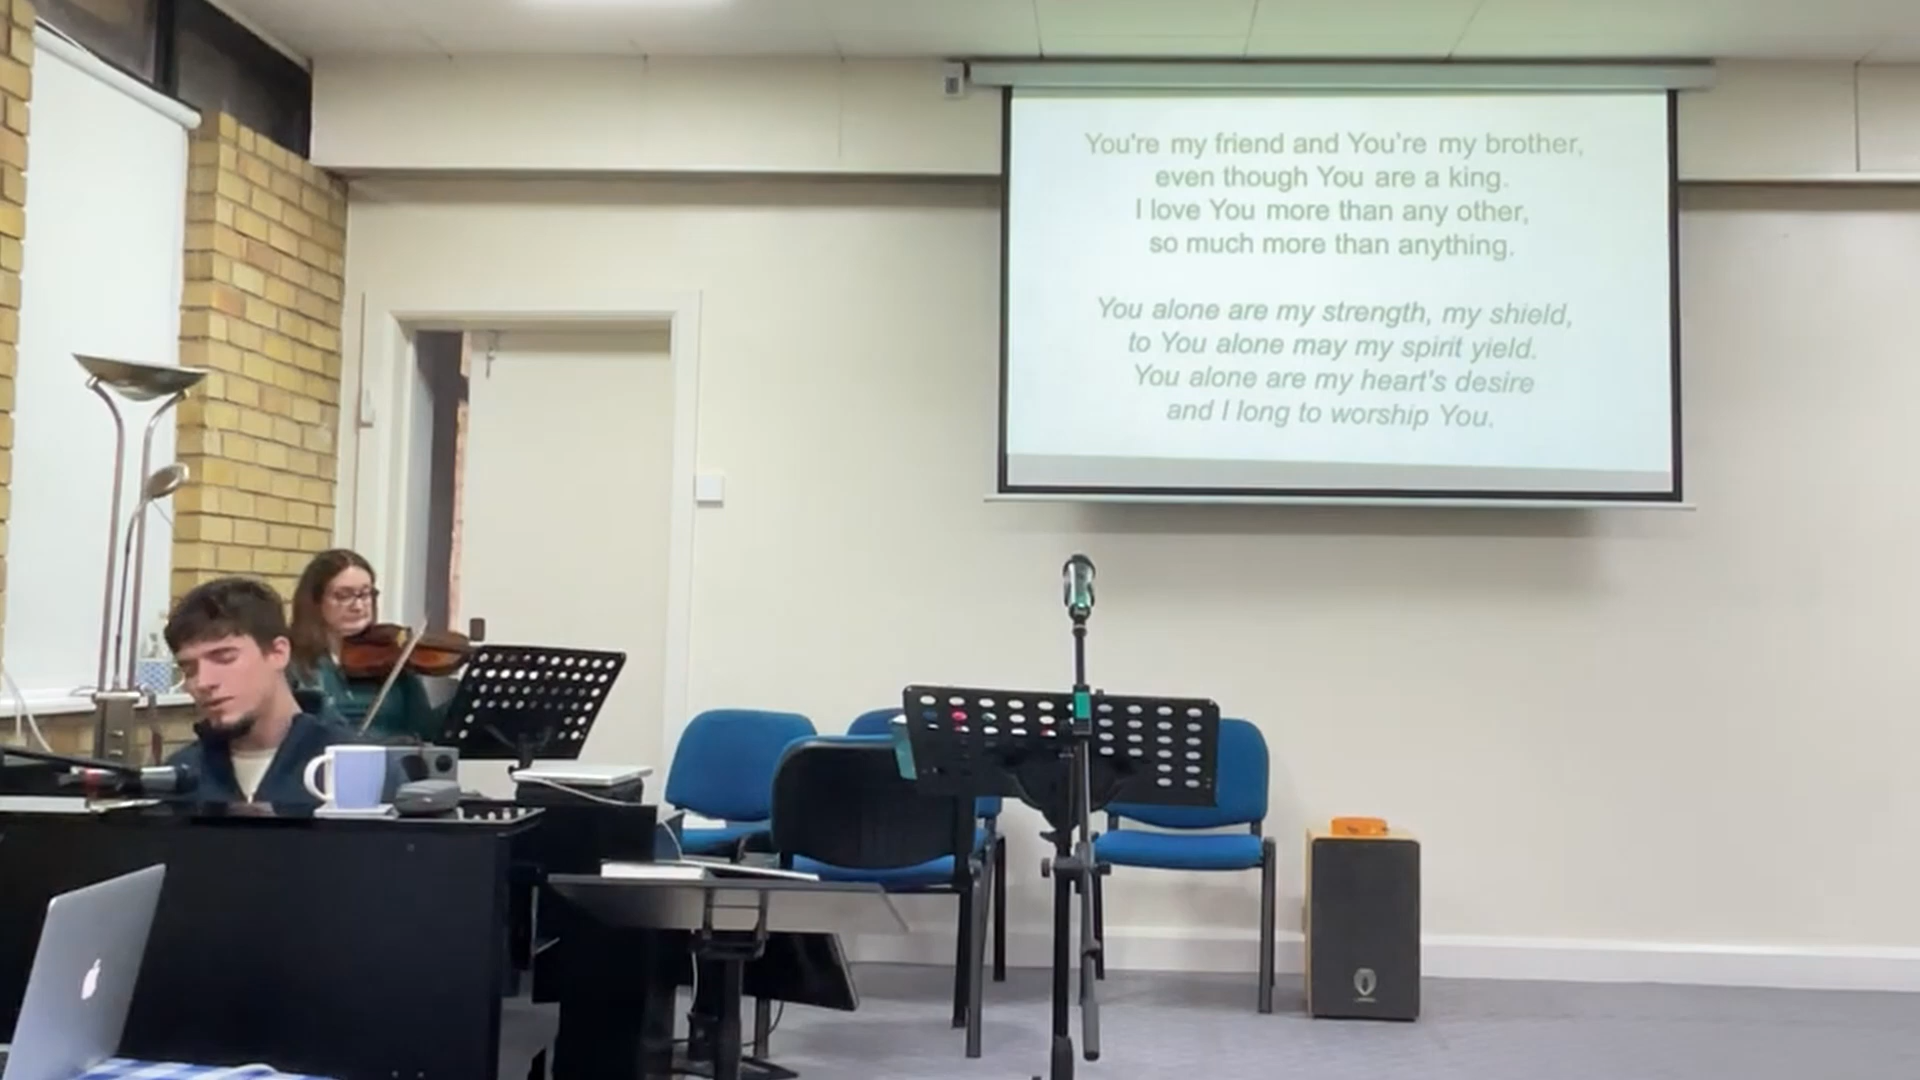 You're my friend and You're my brother,
even though You are a king.
I love You more than any other,
so much more than anything.
You alone are my strength, my shield,
to You alone may my spirit yield.
You alone are my heart's desire
and I long to worship You.